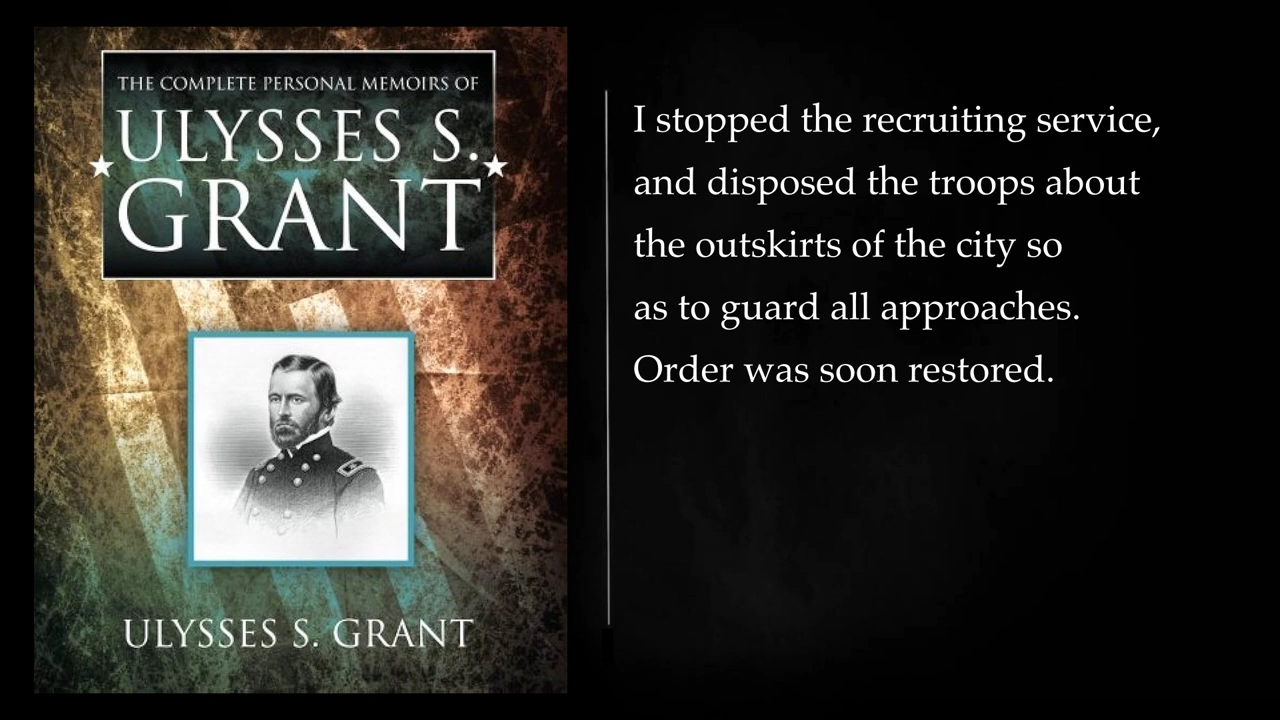 THE COMPLETE PERSONAL MEMOIRS OF
ULYSSES S.
GRANT
ULYSSES S. GRANT
I stopped the recruiting service,
and disposed the troops about
the outskirts of the city so
as to guard all approaches.
Order was soon restored.